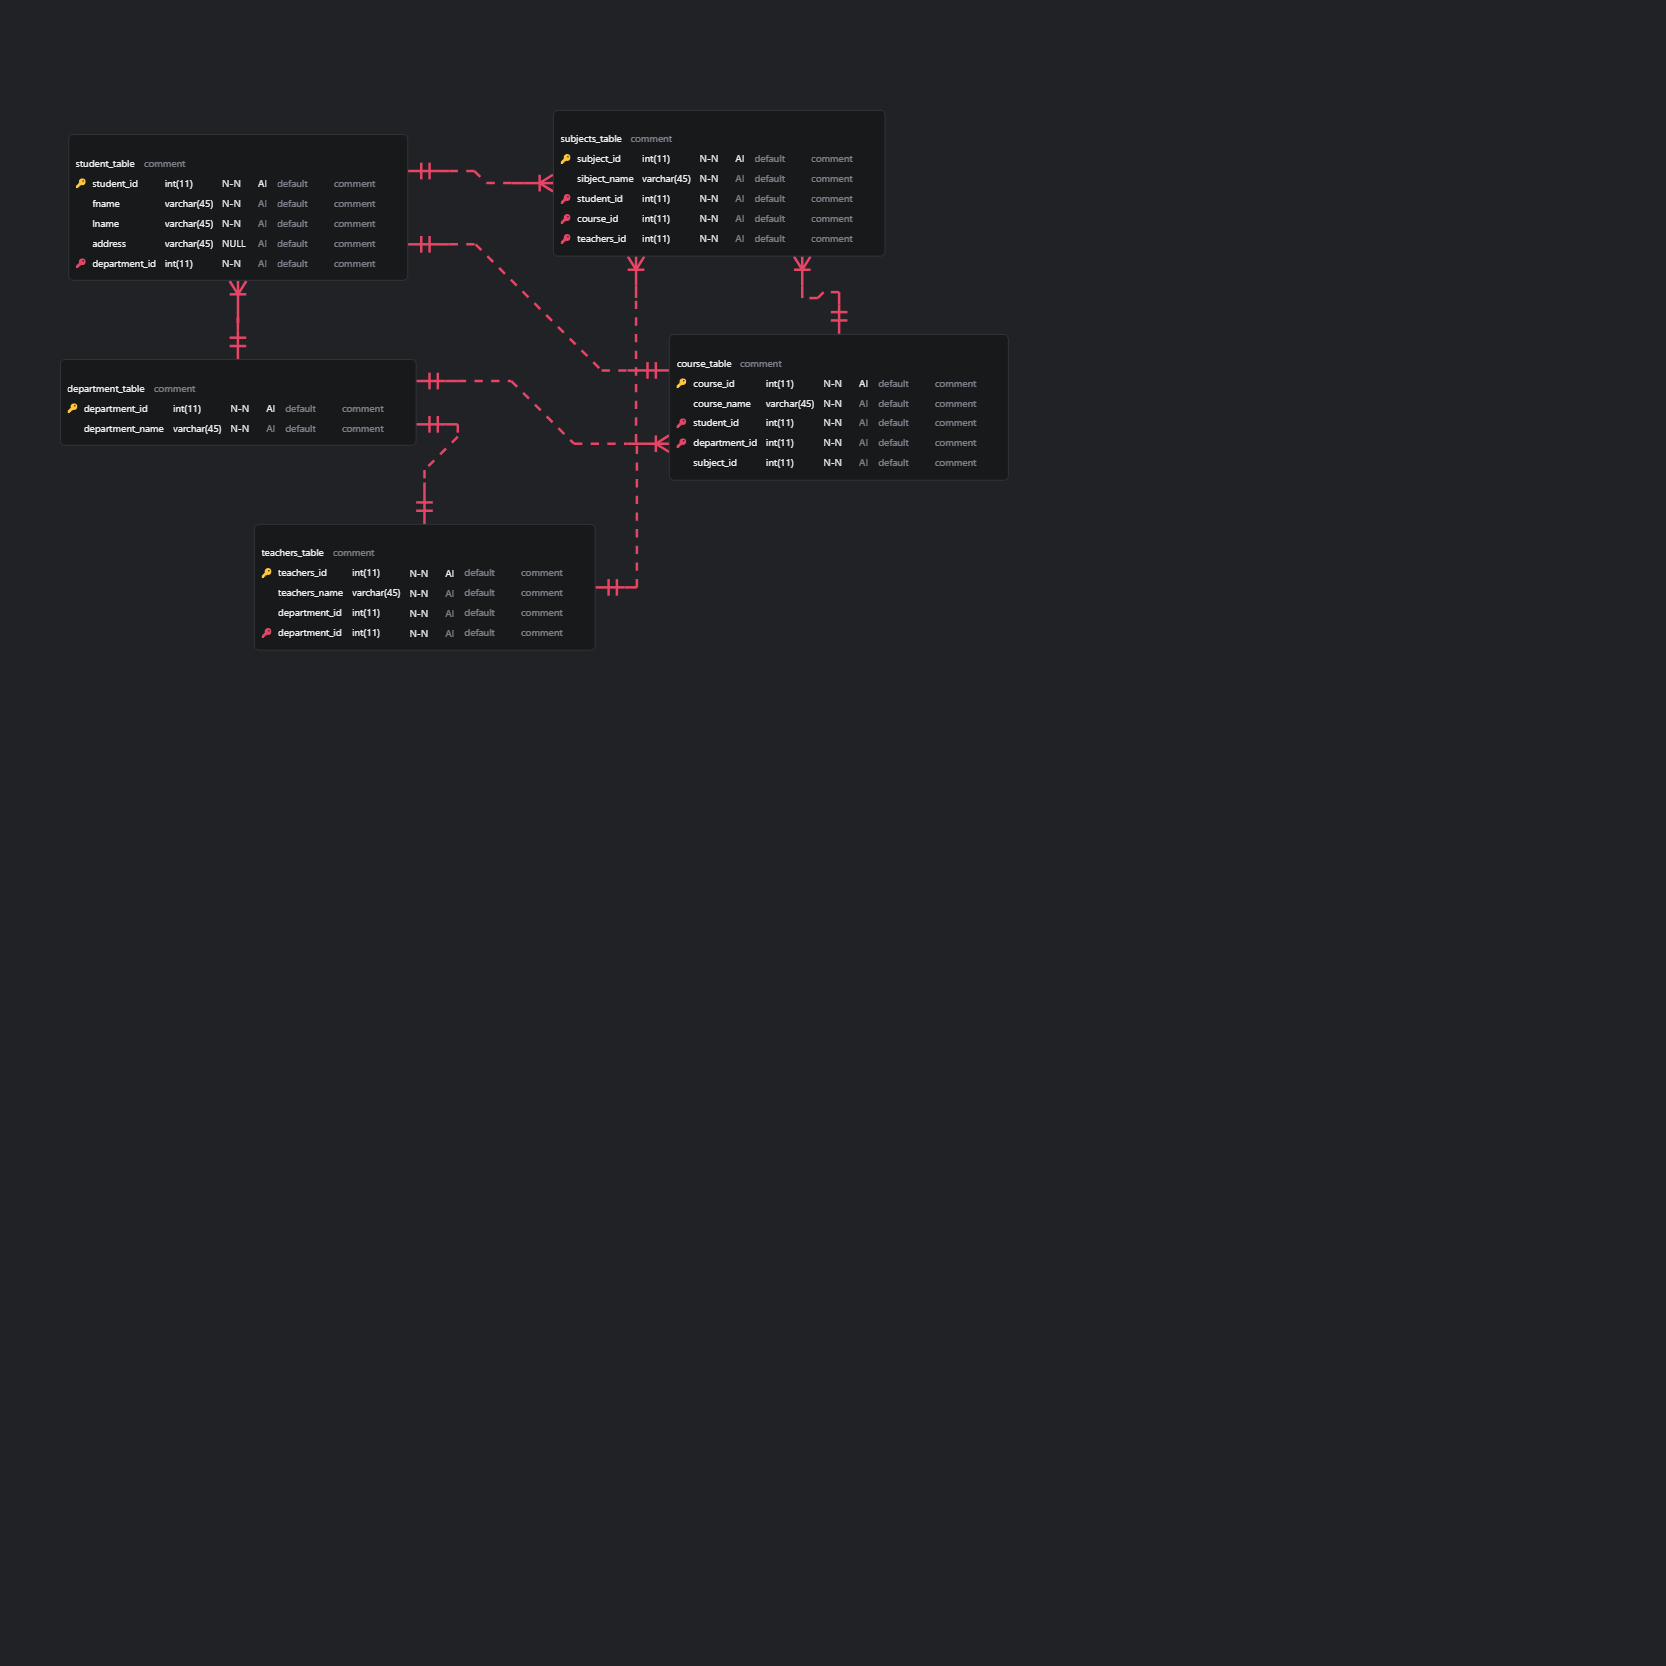 student_table comment
student_id int(11) N-N AI default comment
fname varchar(45) N-N AI default comment
lname varchar(45) N-N AI default comment
address varchar(45) NULL AI default comment
department_id int(11) N-N AI default comment
subjects_table comment
subject_id int(11) N-N AI default comment
sibject_name varchar(45) N-N AI default comment
student_id int(11) N-N AI default comment
course_id int(11) N-N AI default comment
teachers_id int(11) N-N AI default comment
department_table comment
department_id int(11) N-N AI default comment
department_name varchar(45) N-N AI default comment
course_table comment
course_id int(11) N-N AI default comment
course_name varchar(45) N-N AI default comment
student_id int(11) N-N AI default comment
department_id int(11) N-N AI default comment
subject_id int(11) N-N AI default comment
teachers_table comment
teachers_id int(11) N-N AI default comment
teachers_name varchar(45) N-N AI default comment
department_id int(11) N-N AI default comment
department_id int(11) N-N AI default comment